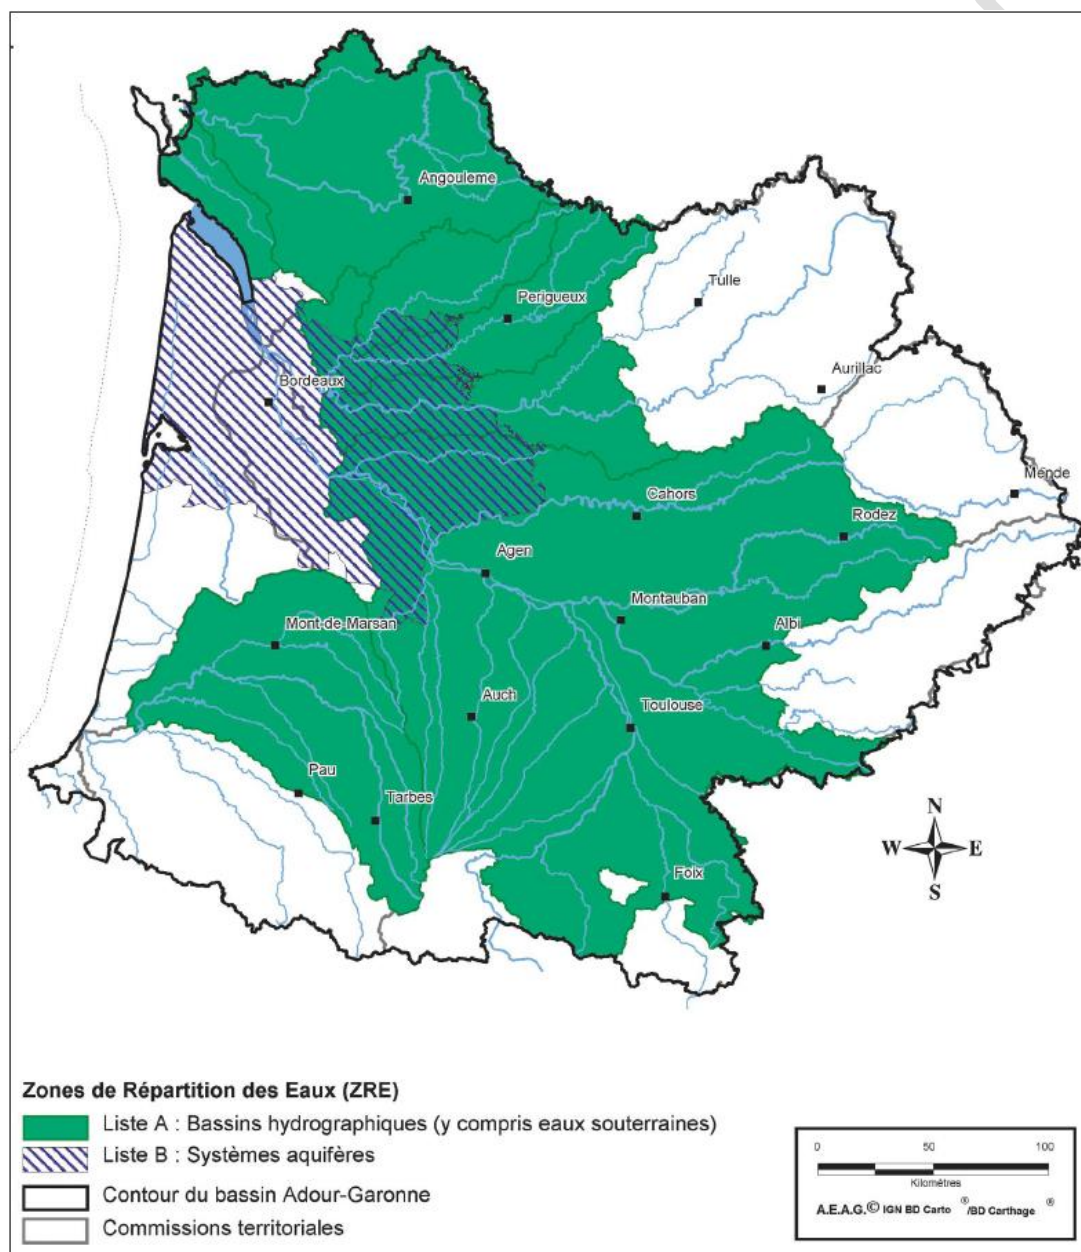 Angouleme
Tulle
Perigueux
Aurillac
Bordeaux
Mende
Cahors
Rodez
Agen
Montauban
Mont-de-Marsan
Albi
Auch
Toulouse
Pau
Tarbes
N
W E
S
Foix
Zones de Répartition des Eaux (ZRE)
Liste A : Bassins hydrographiques (y compris eaux souterraines)
Liste B : Systèmes aquifères
Contour du bassin Adour-Garonne
Commissions territoriales
0 50 100
Kilomètres
A.E.A.G.© IGN BD Carto ®/BD Carthage ®